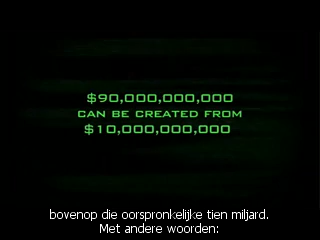 $90,000,000,000
CAN BE CREATED FROM
$10,000,000,000
bovenop die oorspronkelijke tien miljard.
Met andere woorden: